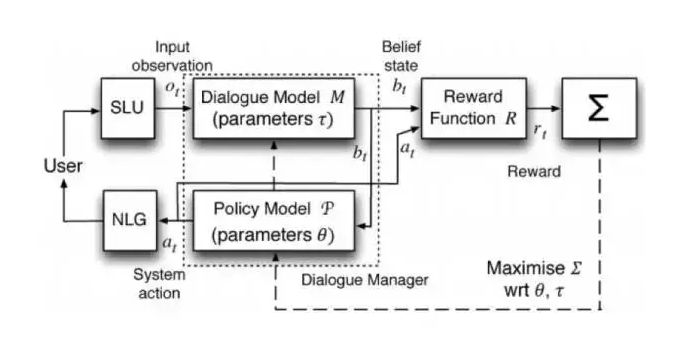 Input
observation
Belief
state
o_t
b_t
SLU
Dialogue Model M
(parameters τ)
Reward
Function R
Σ
r_t
b_t
a_t
User
Reward
NLG
Policy Model P
(parameters θ)
a_t
System
action
Dialogue Manager
Maximise Σ
wrt θ, τ